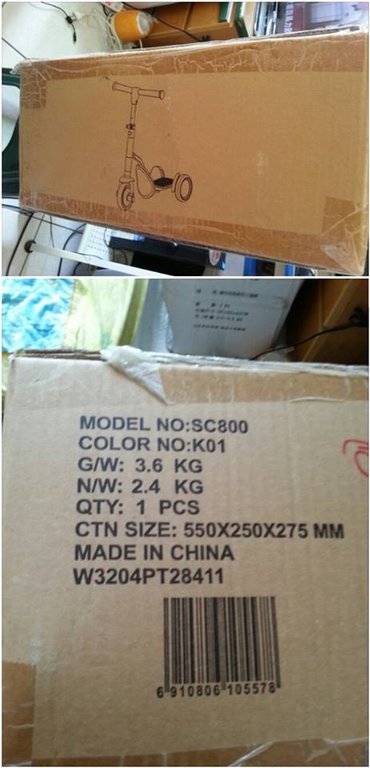 MODEL NO:SC800
COLOR NO:K01
G/W: 3.6 KG
N/W: 2.4 KG
QTY: 1 PCS
CTN SIZE: 550X250X275 MM
MADE IN CHINA
W3204PT28411
6 910806 105578